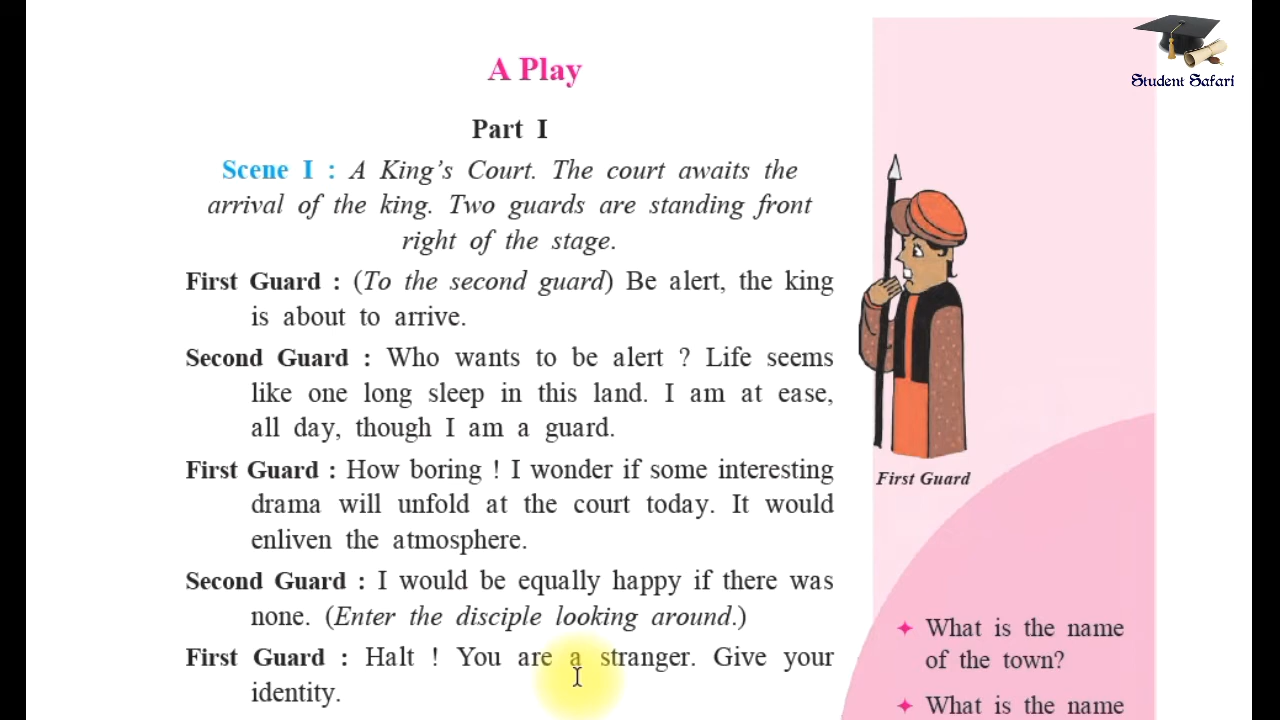 Student Safari
A Play
Part I
Scene I : A King's Court. The court awaits the
arrival of the king. Two guards are standing front
right of the stage.
First Guard : (To the second guard) Be alert, the king
is about to arrive.
Second Guard : Who wants to be alert ? Life seems
like one long sleep in this land. I am at ease,
all day, though I am a guard.
First Guard : How boring ! I wonder if some interesting
drama will unfold at the court today. It would
enliven the atmosphere.
Second Guard : I would be equally happy if there was
none. (Enter the disciple looking around.)
First Guard : Halt ! You are a stranger. Give your
identity.
First Guard
What is the name
of the town?
What is the name